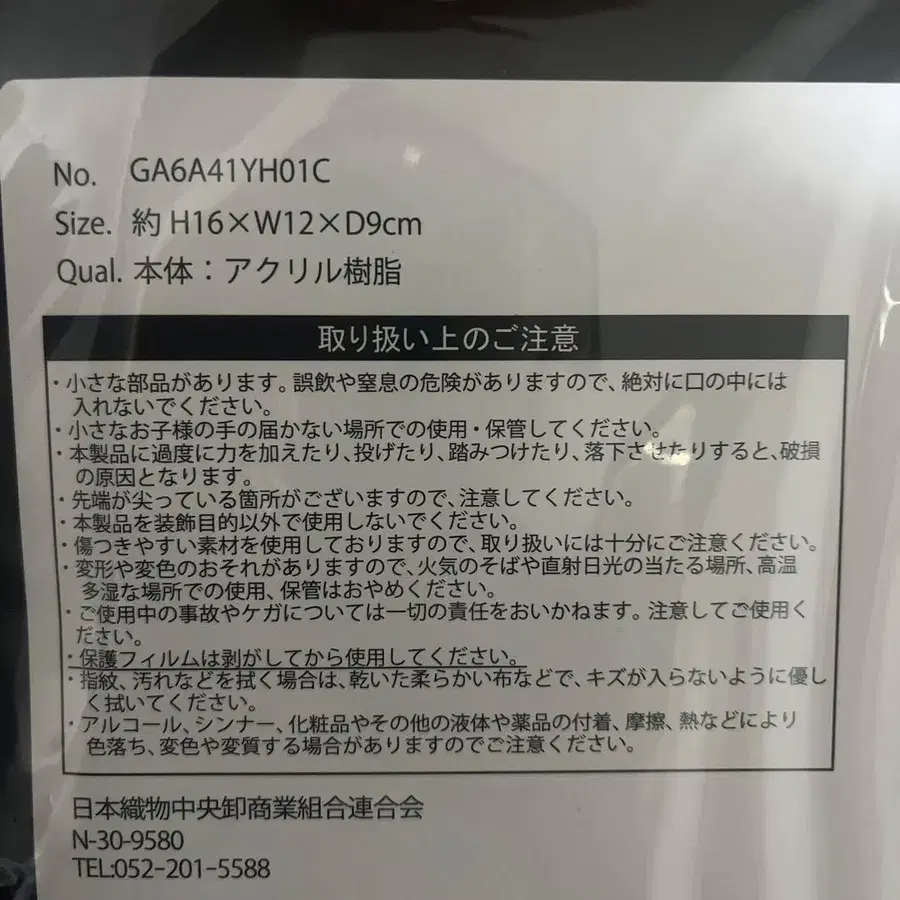 No. GA6A41YH01C
Size. 約 H16×W12×D9cm
Qual. 本体：アクリル樹脂
取り扱い上のご注意
・小さな部品があります。誤飲や窒息の危険がありますので、絶対に口の中には
入れないでください。
・小さなお子様の手の届かない場所での使用・保管してください。
・本製品に過度に力を加えたり、投げたり、踏みつけたり、落下させたりすると、破損
の原因となります。
・先端が尖っている箇所がございますので、注意してください。
・本製品を装飾目的以外で使用しないでください。
・傷つきやすい素材を使用しておりますので、取り扱いには十分にご注意ください。
・変形や変色のおそれがありますので、火気のそばや直射日光の当たる場所、高温
多湿な場所での使用、保管はおやめください。
・ご使用中の事故やケガについては一切の責任をおいかねます。注意してご使用く
ださい。
・保護フィルムは剥がしてから使用してください。
・指紋、汚れなどを拭く場合は、乾いた柔らかい布などで、キズが入らないように優し
く拭いてください。
・アルコール、シンナー、化粧品やその他の液体や薬品の付着、摩擦、熱などにより
色落ち、変色や変質する場合がありますのでご注意ください。
日本織物中央卸商業組合連合会
N-30-9580
TEL:052-201-5588